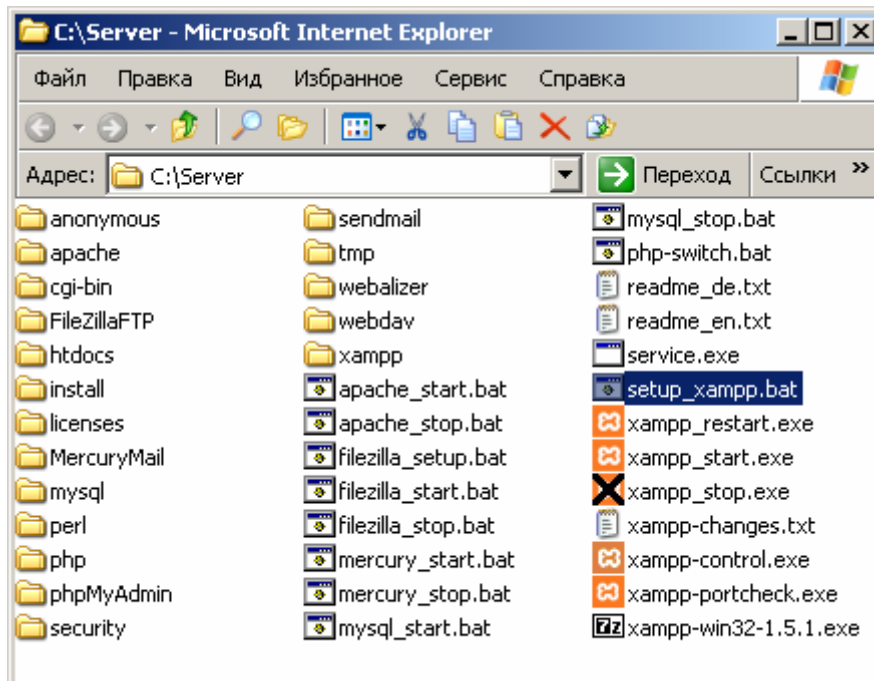 C:\Server - Microsoft Internet Explorer
Файл Правка Вид Избранное Сервис Справка
Адрес: C:\Server Переход Ссылки »
anonymous
apache
cgi-bin
FileZillaFTP
htdocs
install
licenses
MercuryMail
mysql
perl
php
phpMyAdmin
security
sendmail
tmp
webalizer
webdav
xampp
apache_start.bat
apache_stop.bat
filezilla_setup.bat
filezilla_start.bat
filezilla_stop.bat
mercury_start.bat
mercury_stop.bat
mysql_start.bat
mysql_stop.bat
php-switch.bat
readme_de.txt
readme_en.txt
service.exe
setup_xampp.bat
xampp_restart.exe
xampp_start.exe
xampp_stop.exe
xampp-changes.txt
xampp-control.exe
xampp-portcheck.exe
7z xampp-win32-1.5.1.exe